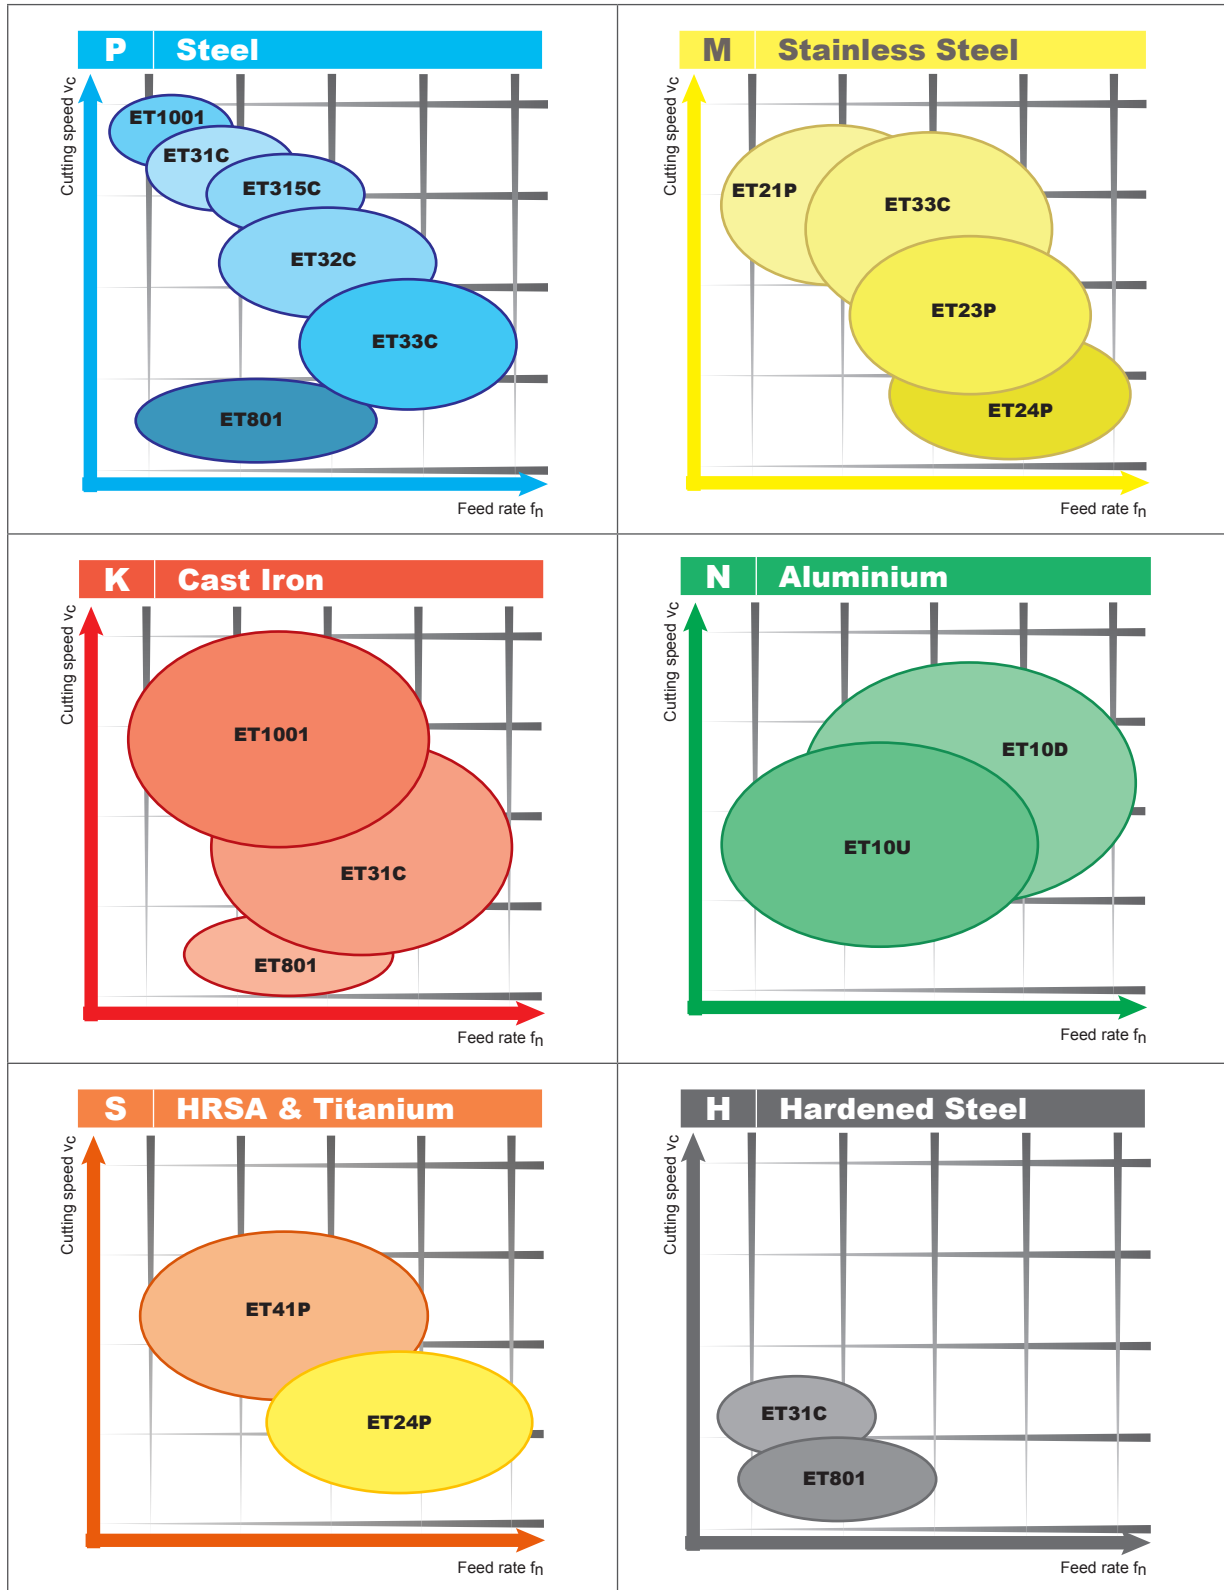 P Steel
Cutting speed vc
ET1001
ET31C
ET315C
ET32C
ET33C
ET801
Feed rate fn
M Stainless Steel
Cutting speed vc
ET21P
ET33C
ET23P
ET24P
Feed rate fn
K Cast Iron
Cutting speed vc
ET1001
ET31C
ET801
Feed rate fn
N Aluminium
Cutting speed vc
ET10D
ET10U
Feed rate fn
S HRSA & Titanium
Cutting speed vc
ET41P
ET24P
Feed rate fn
H Hardened Steel
Cutting speed vc
ET31C
ET801
Feed rate fn